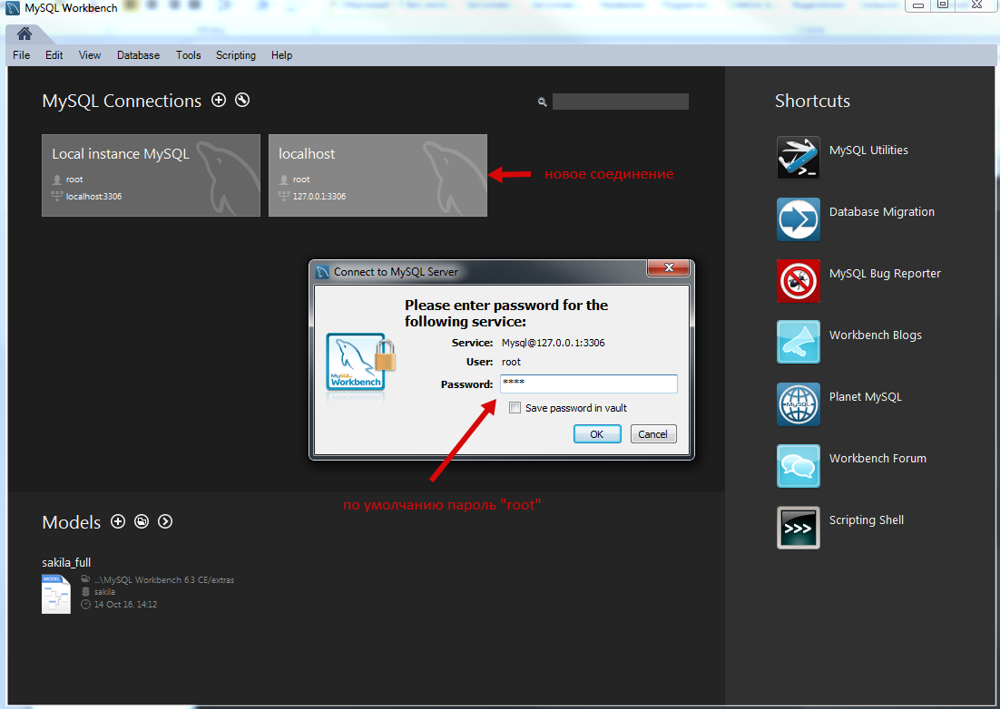 MySQL Workbench
File Edit View Database Tools Scripting Help
MySQL Connections
Local instance MySQL
root
localhost:3306
localhost
root
127.0.0.1:3306
новое соединение
Connect to MySQL Server
Please enter password for the
following service:
Service: Mysql@127.0.0.1:3306
User: root
Password: ****
Save password in vault
OK Cancel
MySQL
Workbench
по умолчанию пароль "root"
Models
sakila_full
MODEL
...\MySQL Workbench 6.3 CE/extras
sakila
14 Oct 16, 14:12
Shortcuts
MySQL Utilities
Database Migration
MySQL Bug Reporter
Workbench Blogs
MySQL
Planet MySQL
Workbench Forum
>>>
Scripting Shell